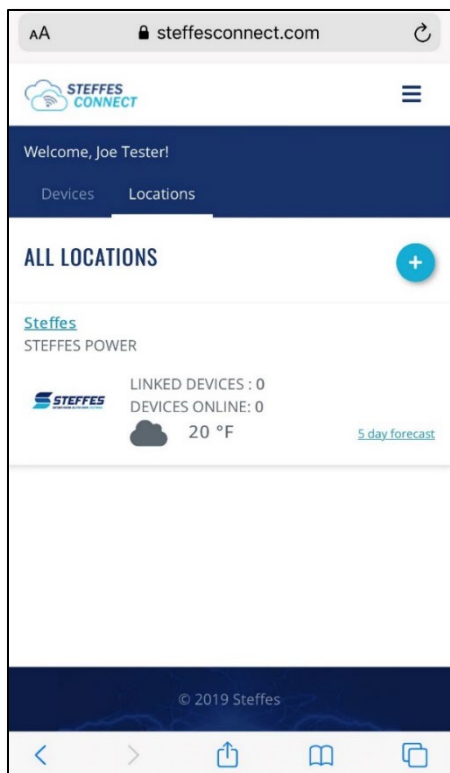 AA steffesconnect.com
STEFFES
CONNECT
Welcome, Joe Tester!
Devices Locations
ALL LOCATIONS
+
Steffes
STEFFES POWER
STEFFES
LINKED DEVICES : 0
DEVICES ONLINE: 0
20 °F
5 day forecast
© 2019 Steffes